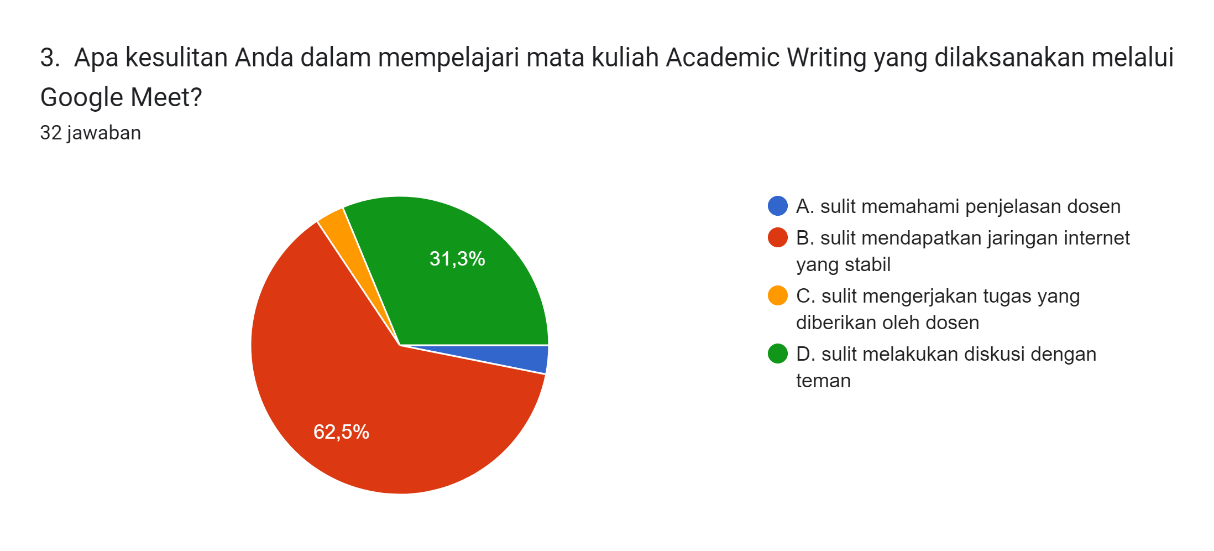 3.  Apa kesulitan Anda dalam mempelajari mata kuliah Academic Writing yang dilaksanakan melalui
Google Meet?
32 jawaban
31,3%
62,5%
A. sulit memahami penjelasan dosen
B. sulit mendapatkan jaringan internet
yang stabil
C. sulit mengerjakan tugas yang
diberikan oleh dosen
D. sulit melakukan diskusi dengan
teman